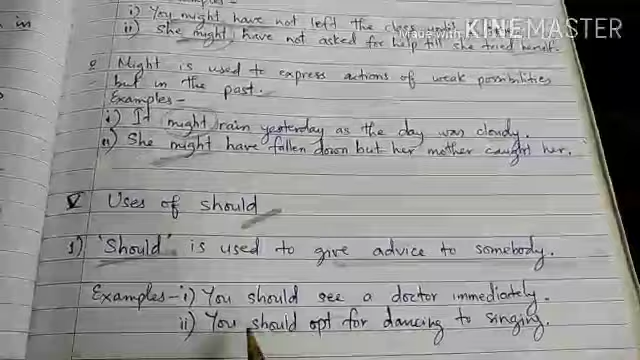 i) You might have not left the class until
ii) She might have not asked for help till she tried
Might is used to express actions of weak possibilities
but in the past.
Examples -
i) It might rain yesterday as the day was cloudy.
ii) She might have fallen down but her mother caught her.
Uses of should
1) 'Should' is used to give advice to somebody.
Examples - i) You should see a doctor immediately.
ii) You should opt for dancing to singing.
in
Made with KINEMASTER